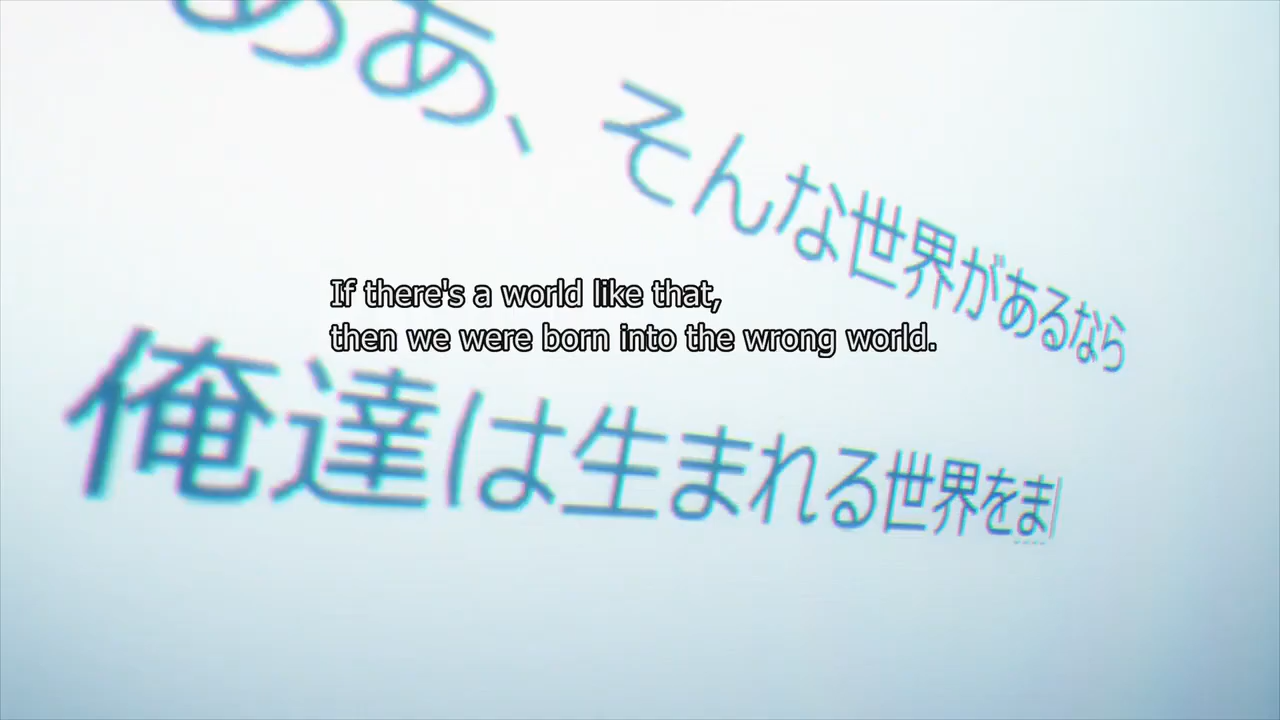 ああ、そんな世界があるなら
If there's a world like that,
then we were born into the wrong world.
俺達は生まれる世界をま